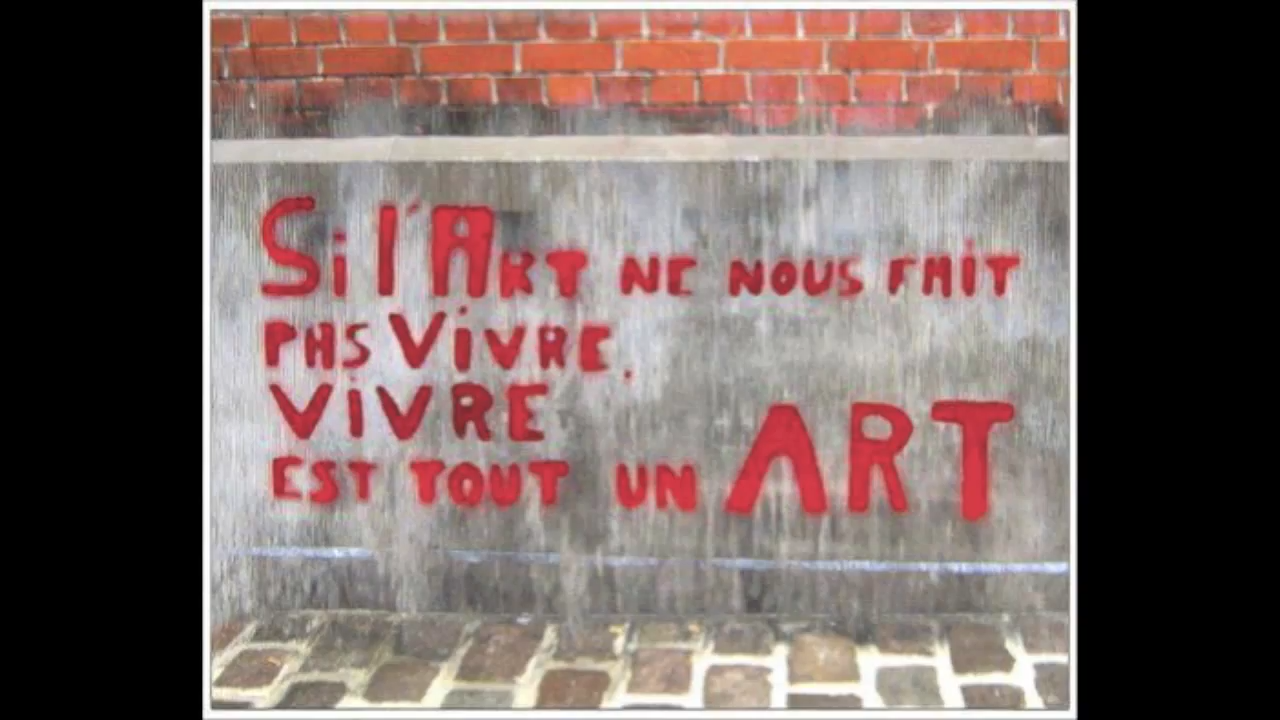 Si l'ART NE NOUS FAIT
PAS ViVRE,
ViVRE
EST TOUT UN ART